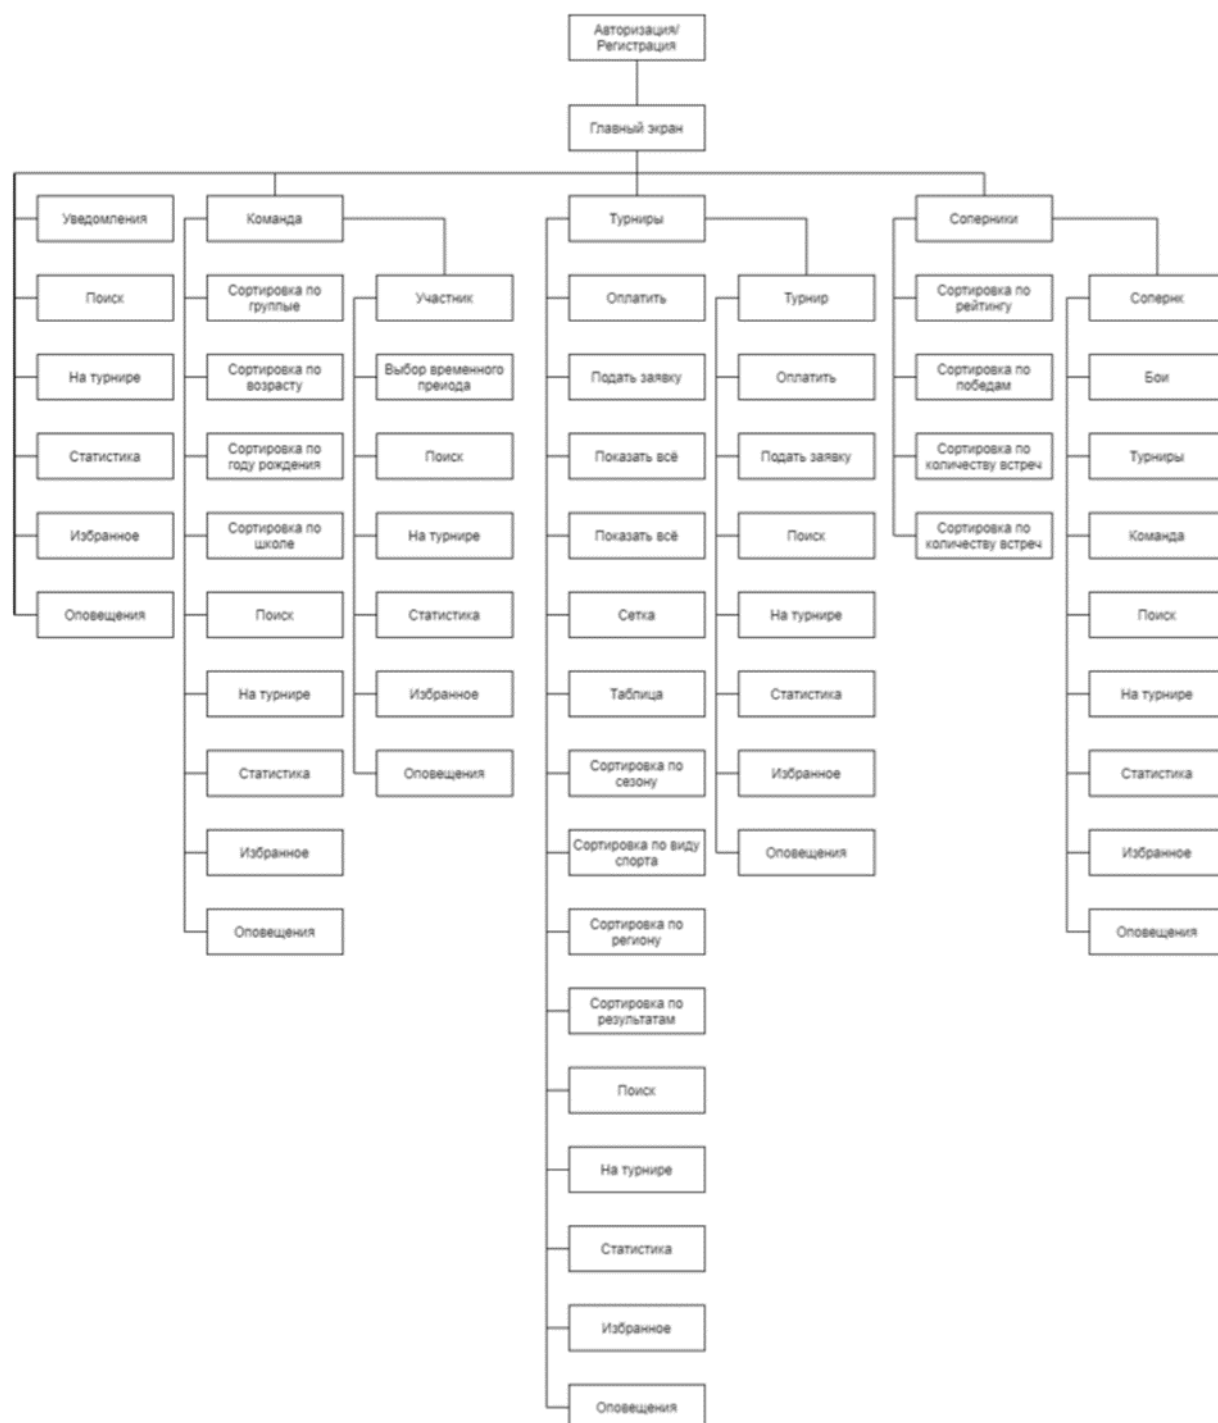 Авторизация/
Регистрация
Главный экран
Уведомления
Поиск
На турнире
Статистика
Избранное
Оповещения
Команда
Сортировка по
группые
Сортировка по
возрасту
Сортировка по
году рождения
Сортировка по
школе
Поиск
На турнире
Статистика
Избранное
Оповещения
Участник
Выбор временного
преиода
Поиск
На турнире
Статистика
Избранное
Оповещения
Турниры
Оплатить
Подать заявку
Показать всё
Показать всё
Сетка
Таблица
Сортировка по
сезону
Сортировка по виду
спорта
Сортировка по
региону
Сортировка по
результатам
Поиск
На турнире
Статистика
Избранное
Оповещения
Турнир
Оплатить
Подать заявку
Поиск
На турнире
Статистика
Избранное
Оповещения
Соперники
Сортировка по
рейтингу
Сортировка по
победам
Сортировка по
количеству встреч
Сортировка по
количеству встреч
Сопернк
Бои
Турниры
Команда
Поиск
На турнире
Статистика
Избранное
Оповещения